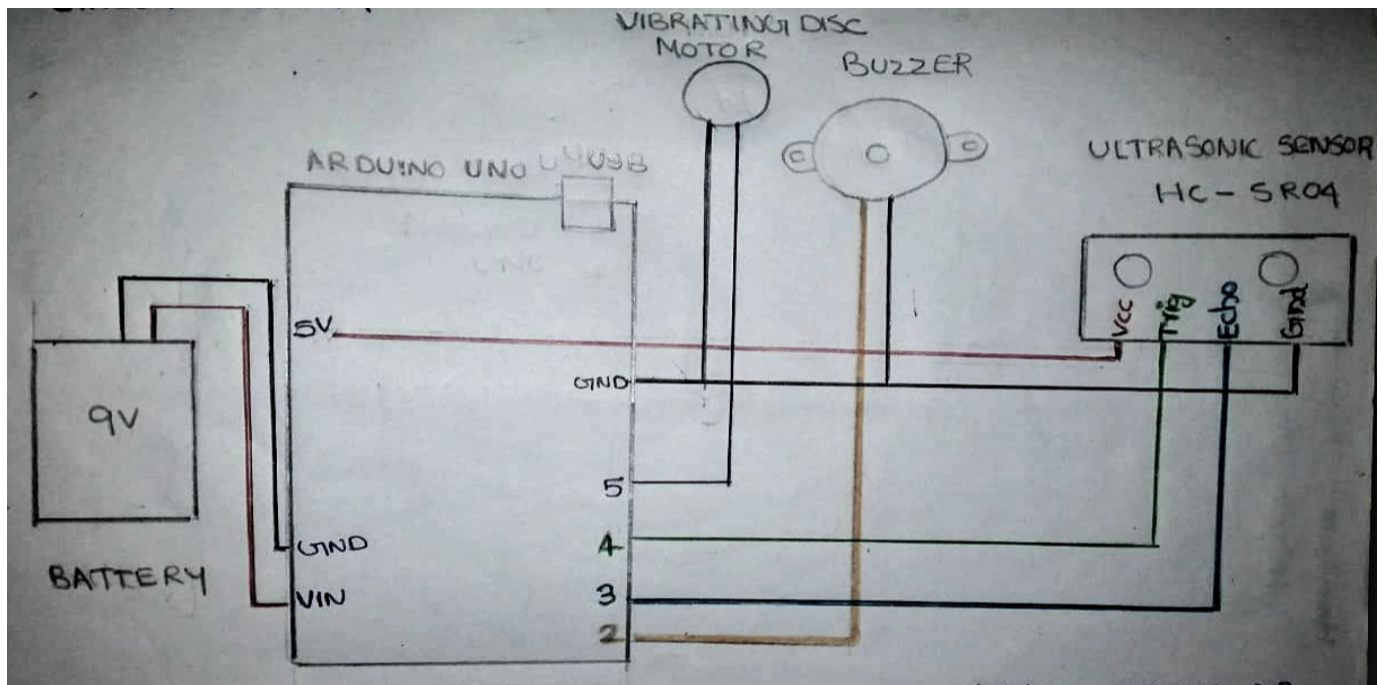 VIBRATING DISC
MOTOR
BUZZER
ARDUINO UNO
USB
ULTRASONIC SENSOR
HC-SR04
Vcc
Trig
Echo
Gnd
5V
GND
9V
5
GND
4
BATTERY
VIN
3
2